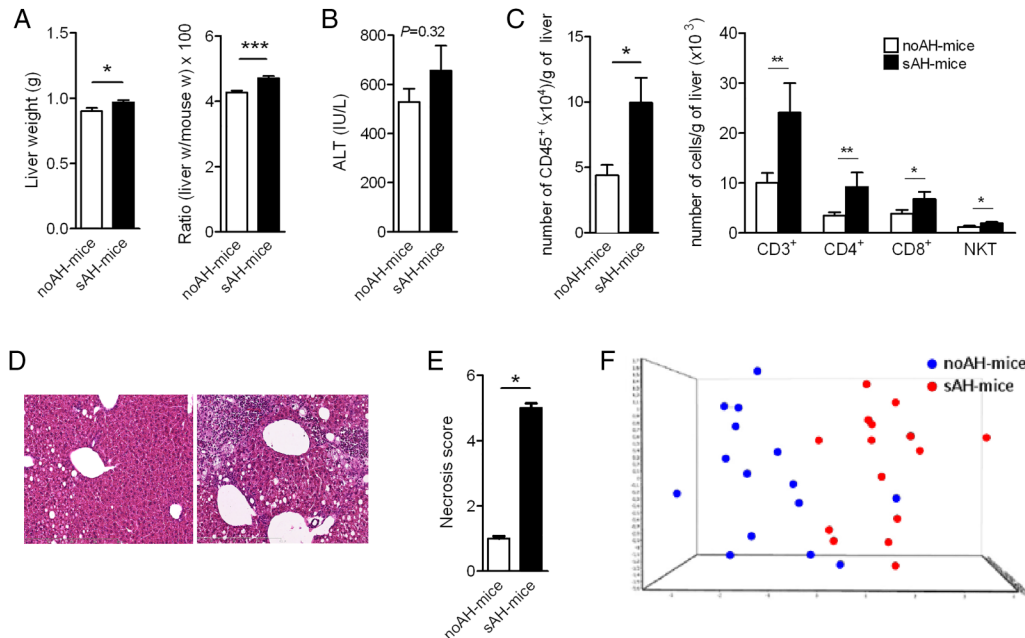 A
Liver weight (g)
1.5
1.0
0.5
0.0
*
noAH-mice
sAH-mice
Ratio (liver w/mouse w) x 100
6
4
2
0
***
noAH-mice
sAH-mice
B
P=0.32
ALT (IU/L)
800
600
400
200
0
noAH-mice
sAH-mice
C
number of CD45+ (x10^4)/g of liver
15
10
5
0
*
noAH-mice
sAH-mice
number of cells/g of liver (x10^-3)
40
30
20
10
0
** ** * *
CD3+ CD4+ CD8+ NKT
noAH-mice
sAH-mice
D
E
Necrosis score
6
4
2
0
*
noAH-mice
sAH-mice
F
noAH-mice
sAH-mice